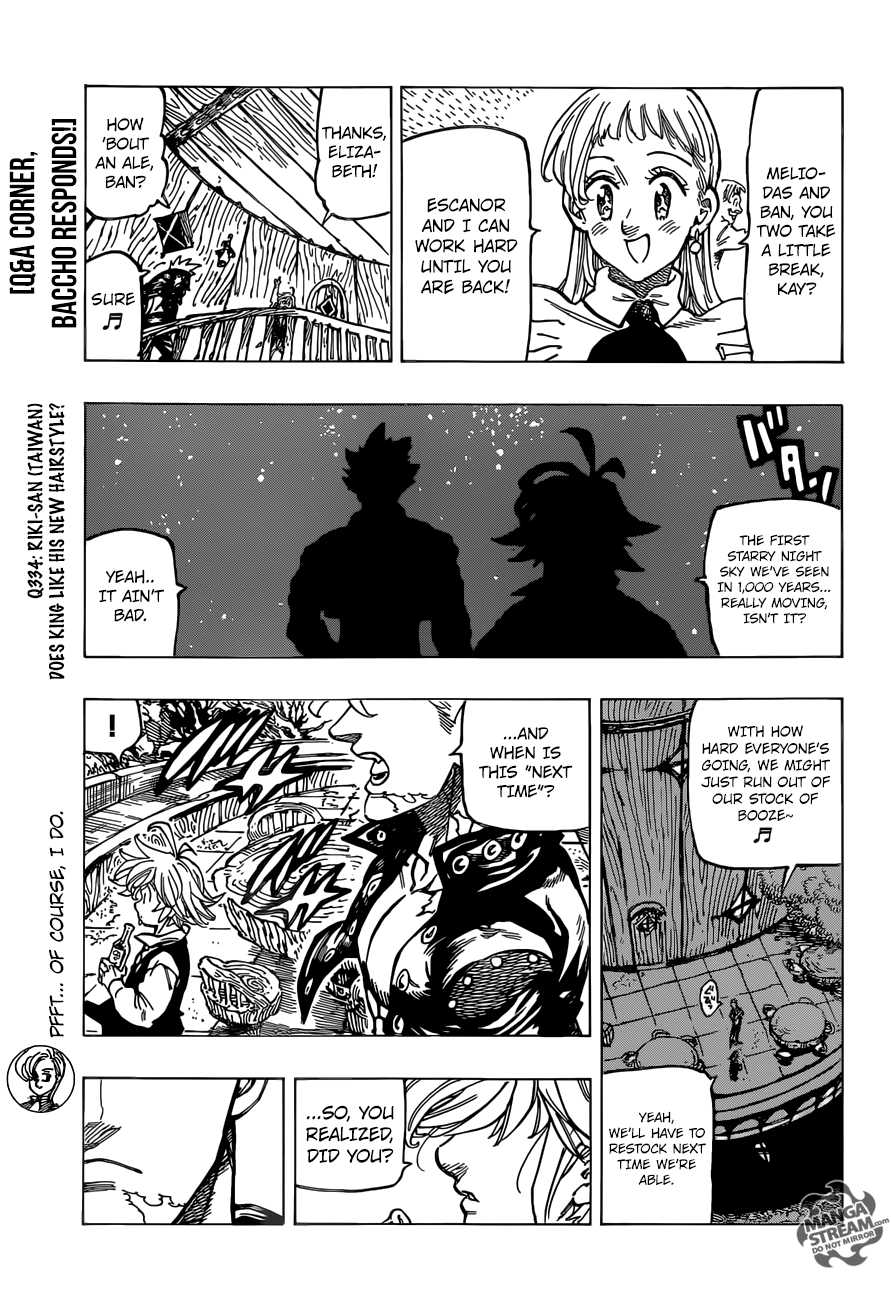 MELIO-
DAS AND
BAN, YOU
TWO TAKE
A LITTLE
BREAK,
KAY?
ESCANOR
AND I CAN
WORK HARD
UNTIL YOU
ARE BACK!
THANKS,
ELIZA-
BETH!
HOW
'BOUT
AN ALE,
BAN?
SURE
♬
THE FIRST
STARRY NIGHT
SKY WE'VE SEEN
IN 1,000 YEARS...
REALLY MOVING,
ISN'T IT?
YEAH..
IT AIN'T
BAD.
WITH HOW
HARD EVERYONE'S
GOING, WE MIGHT
JUST RUN OUT OF
OUR STOCK OF
BOOZE~
♬
YEAH,
WE'LL HAVE TO
RESTOCK NEXT
TIME WE'RE
ABLE.
...AND
WHEN IS
THIS "NEXT
TIME"?
!
...SO, YOU
REALIZED,
DID YOU?
[Q&A CORNER,
BACCHO RESPONDS!]
Q334: KIKI-SAN (TAIWAN)
DOES KING LIKE HIS NEW HAIRSTYLE?
PFFT... OF COURSE, I DO.
MANGA
STREAM.com
DO NOT MIRROR